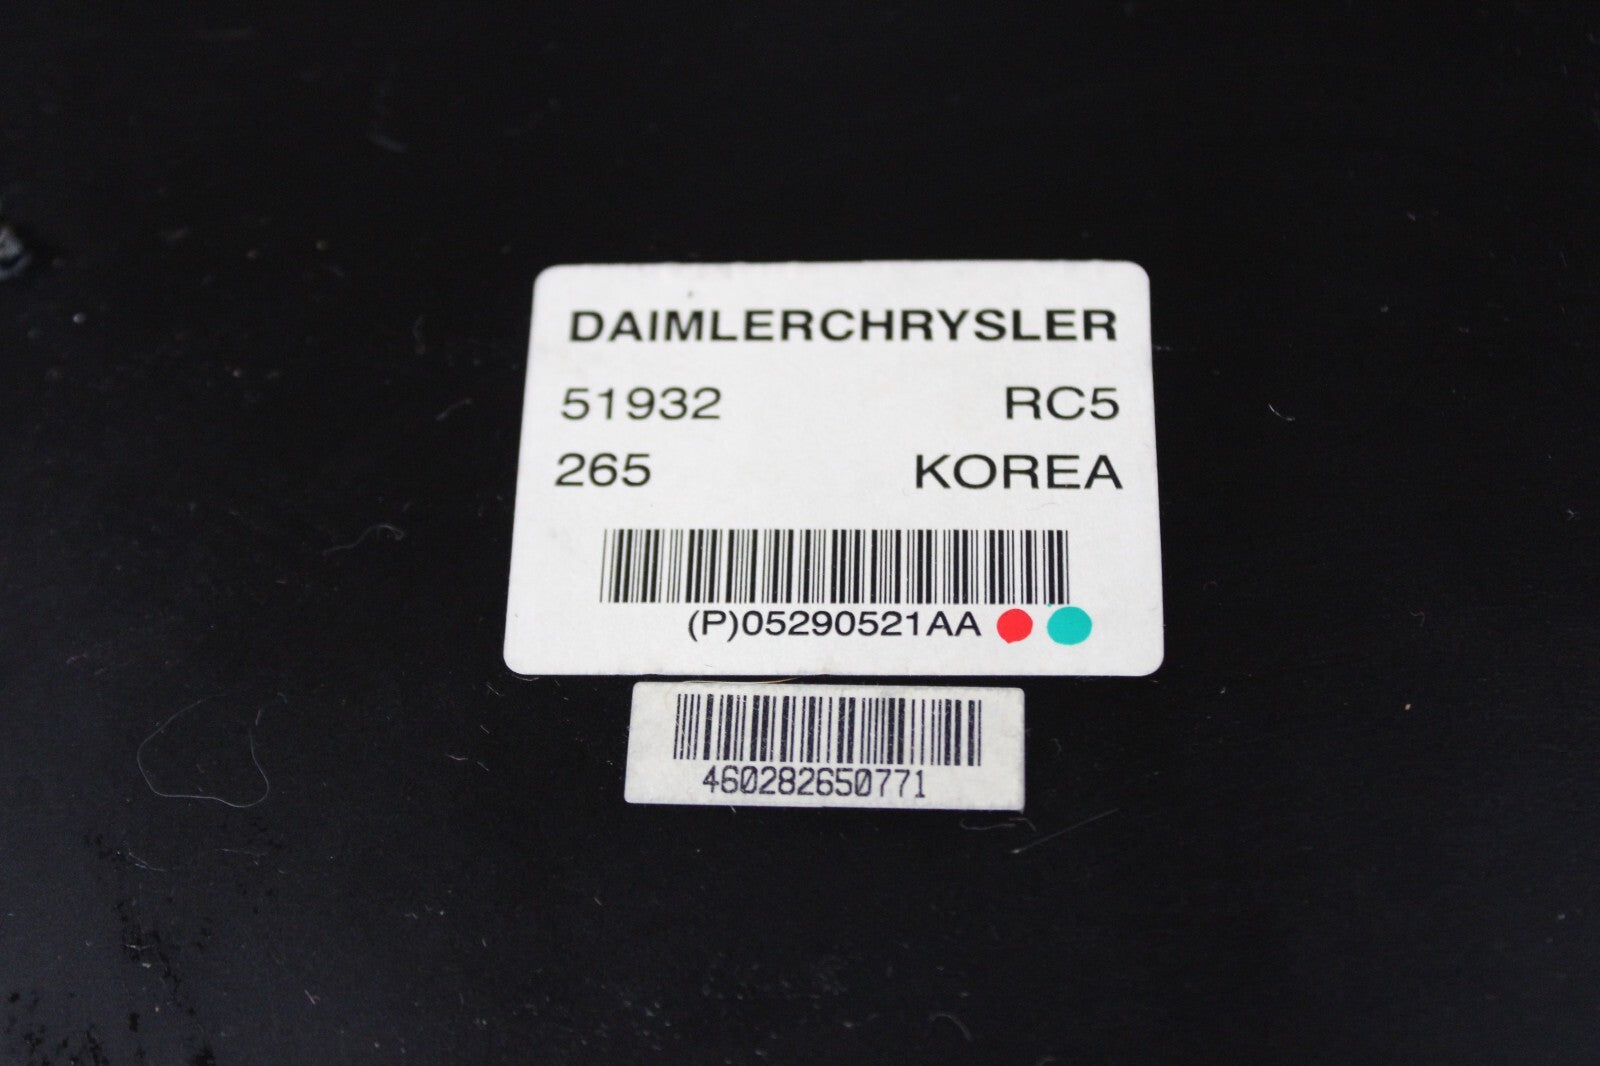 DAIMLERCHRYSLER
51932 RC5
265 KOREA
(P)05290521AA
460282650771